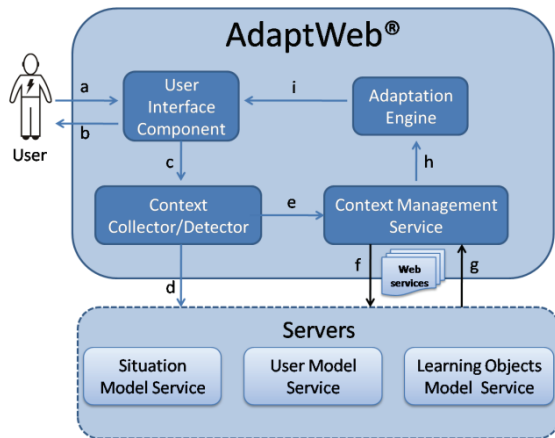 AdaptWeb®
a
b
User
User
Interface
Component
i
Adaptation
Engine
c
h
Context
Collector/Detector
e
Context Management
Service
d
f
Web
services
g
Servers
Situation
Model Service
User Model
Service
Learning Objects
Model Service